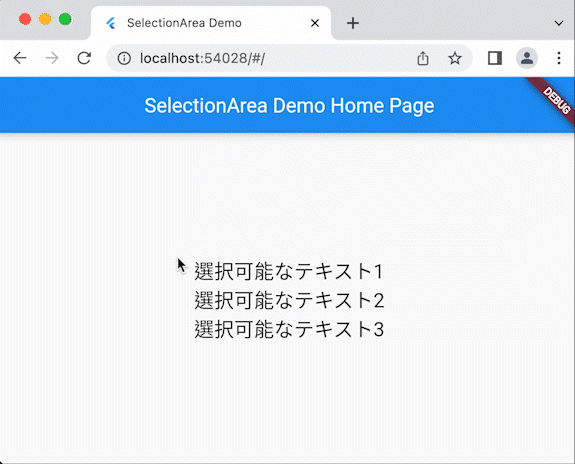 SelectionArea Demo
localhost:54028/#/
SelectionArea Demo Home Page
DEBUG
選択可能なテキスト1
選択可能なテキスト2
選択可能なテキスト3